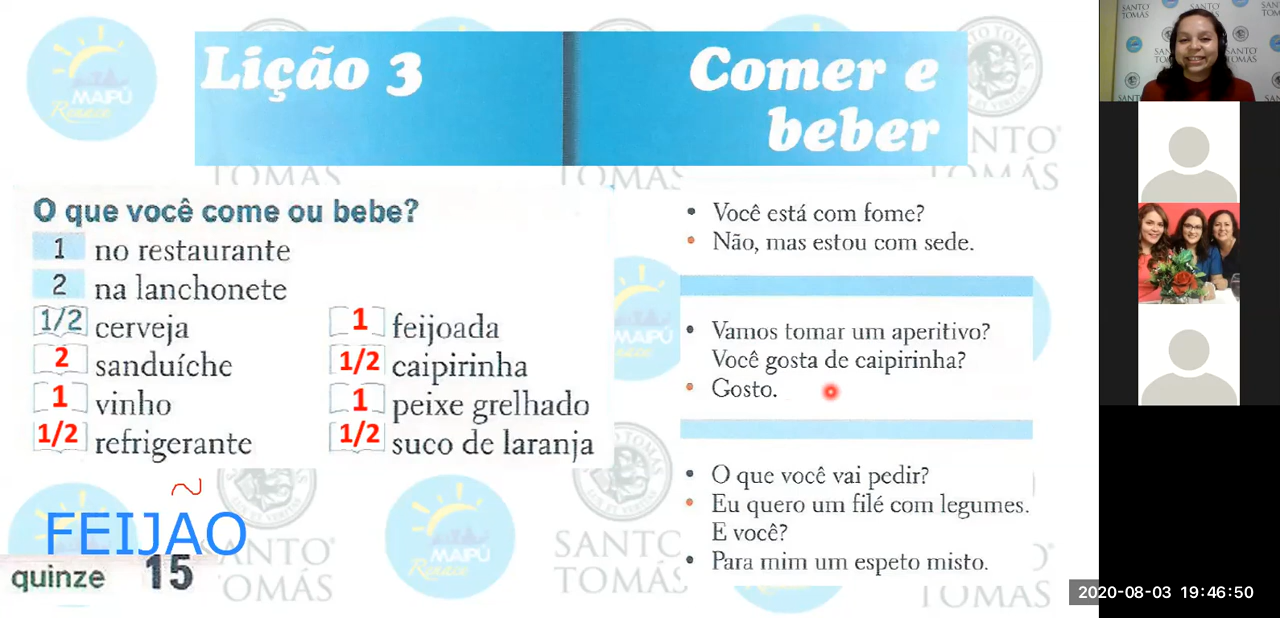 Lição 3
Comer e
beber
O que você come ou bebe?
1 no restaurante
2 na lanchonete
1/2 cerveja
2 sanduíche
1 vinho
1/2 refrigerante
1 feijoada
1/2 caipirinha
1 peixe grelhado
1/2 suco de laranja
~
FEIJAO
quinze 15
• Você está com fome?
• Não, mas estou com sede.
• Vamos tomar um aperitivo?
Você gosta de caipirinha?
• Gosto.
• O que você vai pedir?
• Eu quero um filé com legumes.
E você?
• Para mim um espeto misto.
MAIPÚ
Renace
SANTO
TOMÁS
2020-08-03 19:46:50